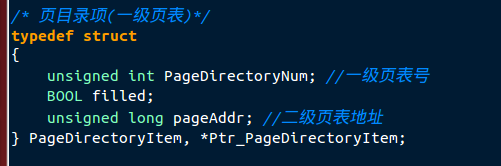 /* 页目录项(一级页表)*/
typedef struct
{
    unsigned int PageDirectoryNum; //一级页表号
    BOOL filled;
    unsigned long pageAddr; //二级页表地址
} PageDirectoryItem, *Ptr_PageDirectoryItem;